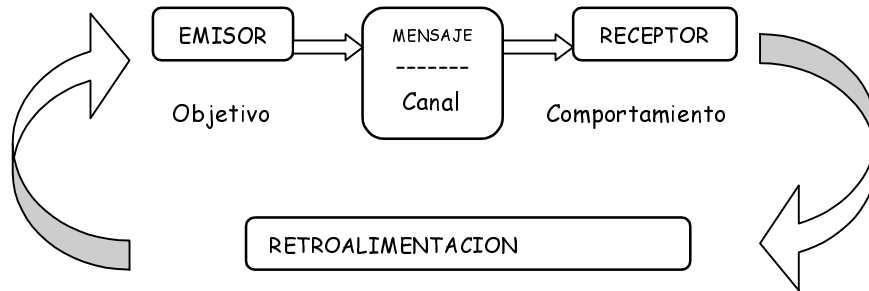 EMISOR
MENSAJE
-------
Canal
RECEPTOR
Objetivo
Comportamiento
RETROALIMENTACION